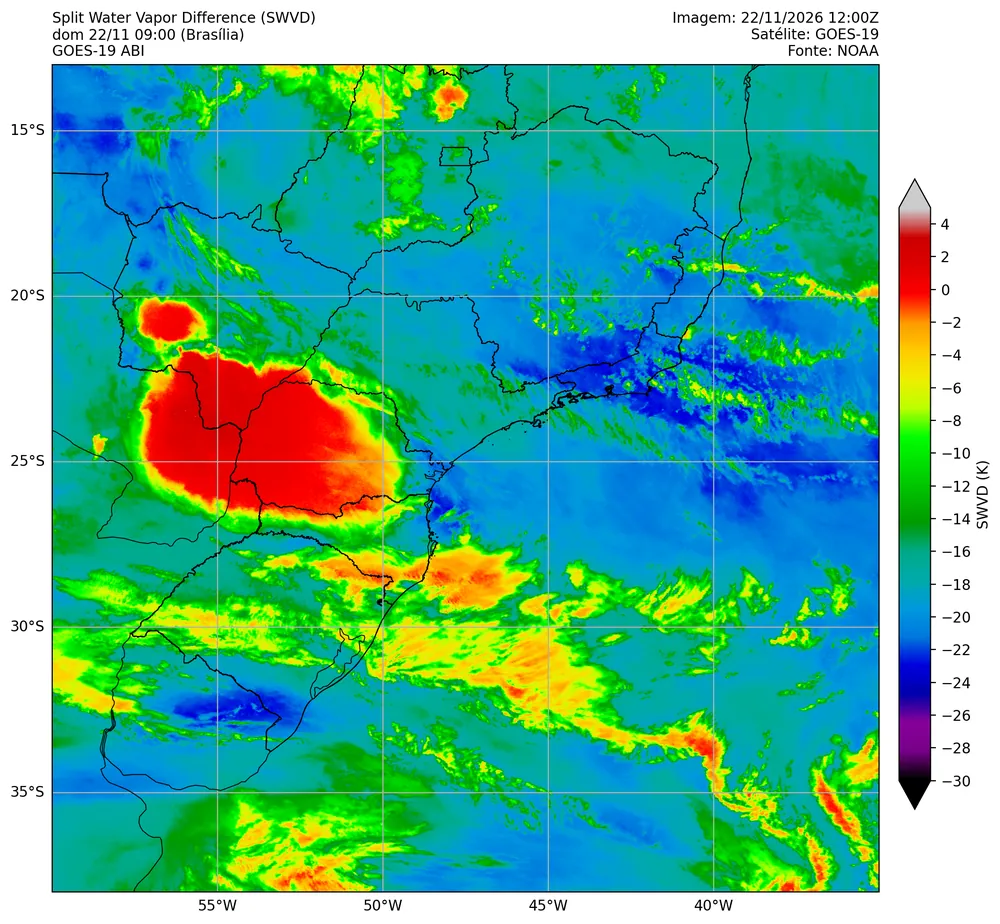 Split Water Vapor Difference (SWVD)
dom 22/11 09:00 (Brasília)
GOES-19 ABI
Imagem: 22/11/2026 12:00Z
Satélite: GOES-19
Fonte: NOAA
15°S
20°S
25°S
30°S
35°S
55°W
50°W
45°W
40°W
4
2
0
−2
−4
−6
−8
−10
−12
−14
−16
−18
−20
−22
−24
−26
−28
−30
SWVD (K)